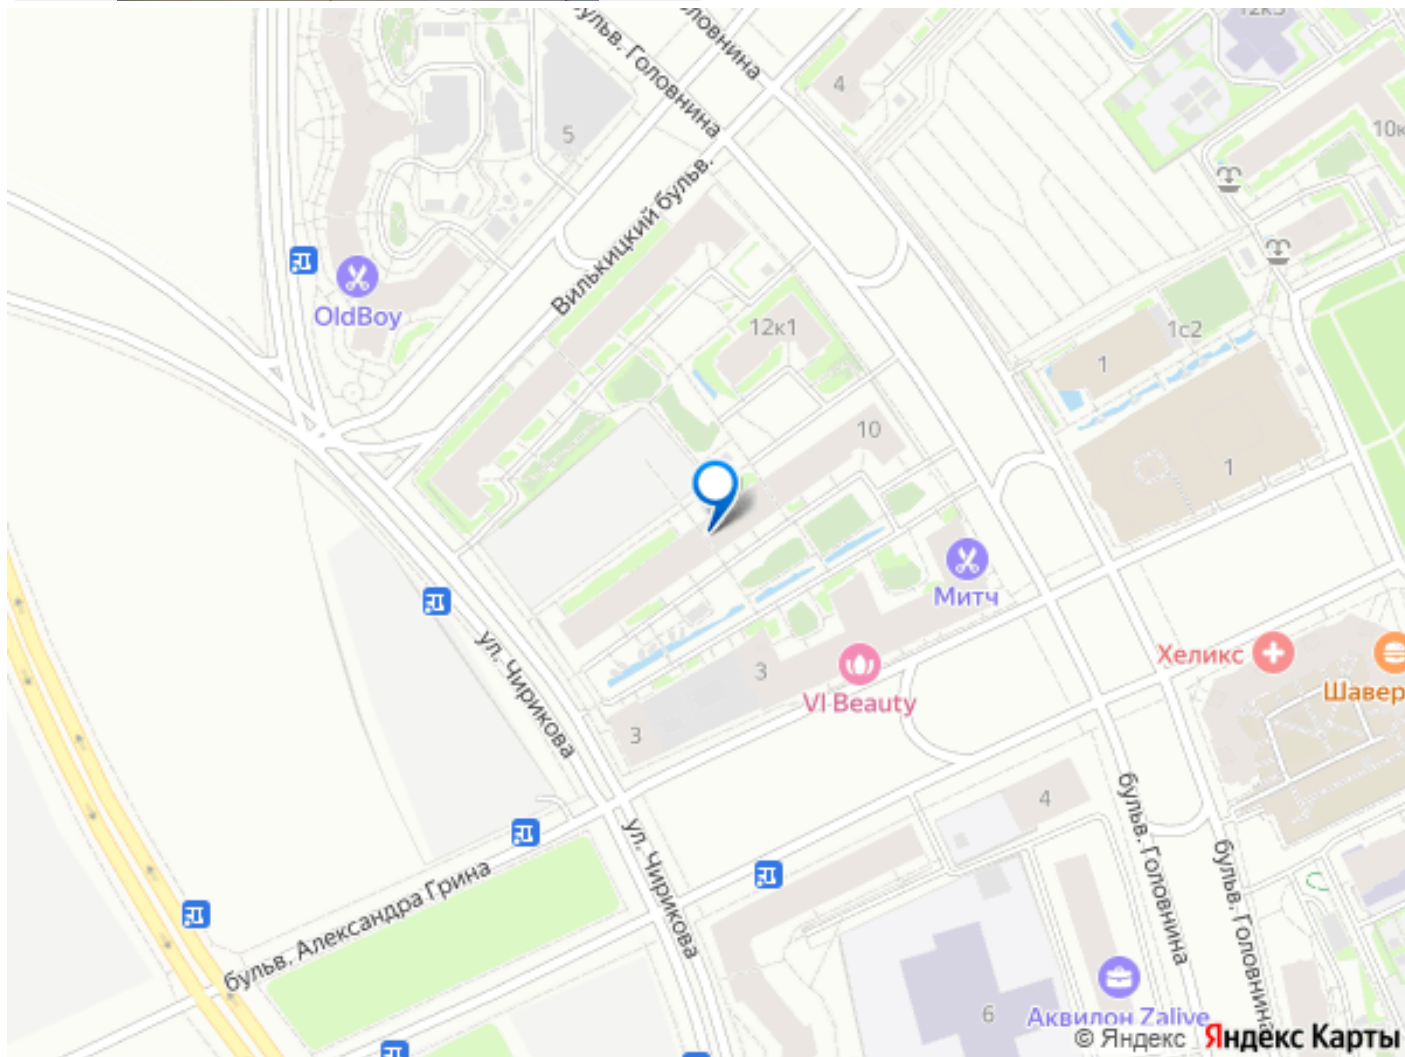 бульв. Головнина
12к3
4
5
10к
Вилькицкий бульв.
OldBoy
12к1
1с2
1
10
1
Митч
ул. Чирикова
3
VI Beauty
Хеликс
Шавер
3
4
бульв. Головнина
ул. Чирикова
бульв. Головнина
бульв. Александра Грина
6
Аквилон Zalive
© Яндекс Яндекс Карты